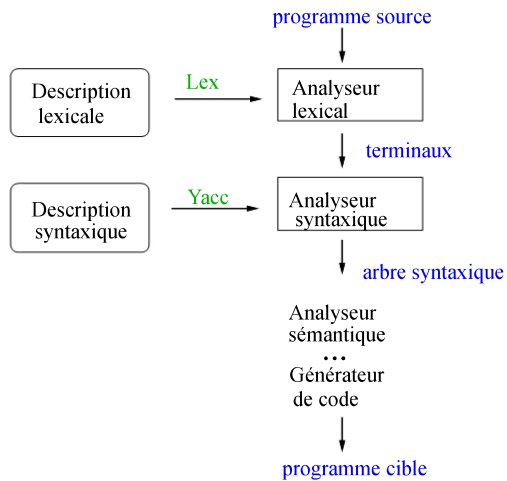 programme source
Description
lexicale
Lex
Analyseur
lexical
terminaux
Description
syntaxique
Yacc
Analyseur
syntaxique
arbre syntaxique
Analyseur
sémantique
...
Générateur
de code
programme cible